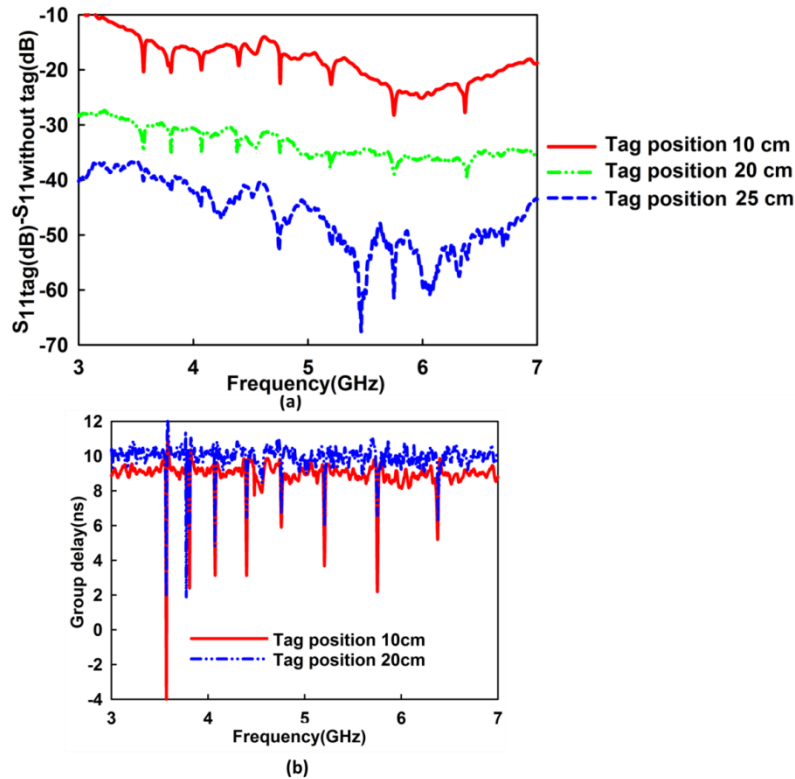 -10
-20
-30
-40
-50
-60
-70
S11tag(dB)-S11without tag(dB)
3 4 5 6 7
Frequency(GHz)
(a)
Tag position 10 cm
Tag position 20 cm
Tag position 25 cm
12
10
8
6
4
2
0
-2
-4
Group delay(ns)
Tag position 10cm
Tag position 20cm
3 4 5 6 7
Frequency(GHz)
(b)